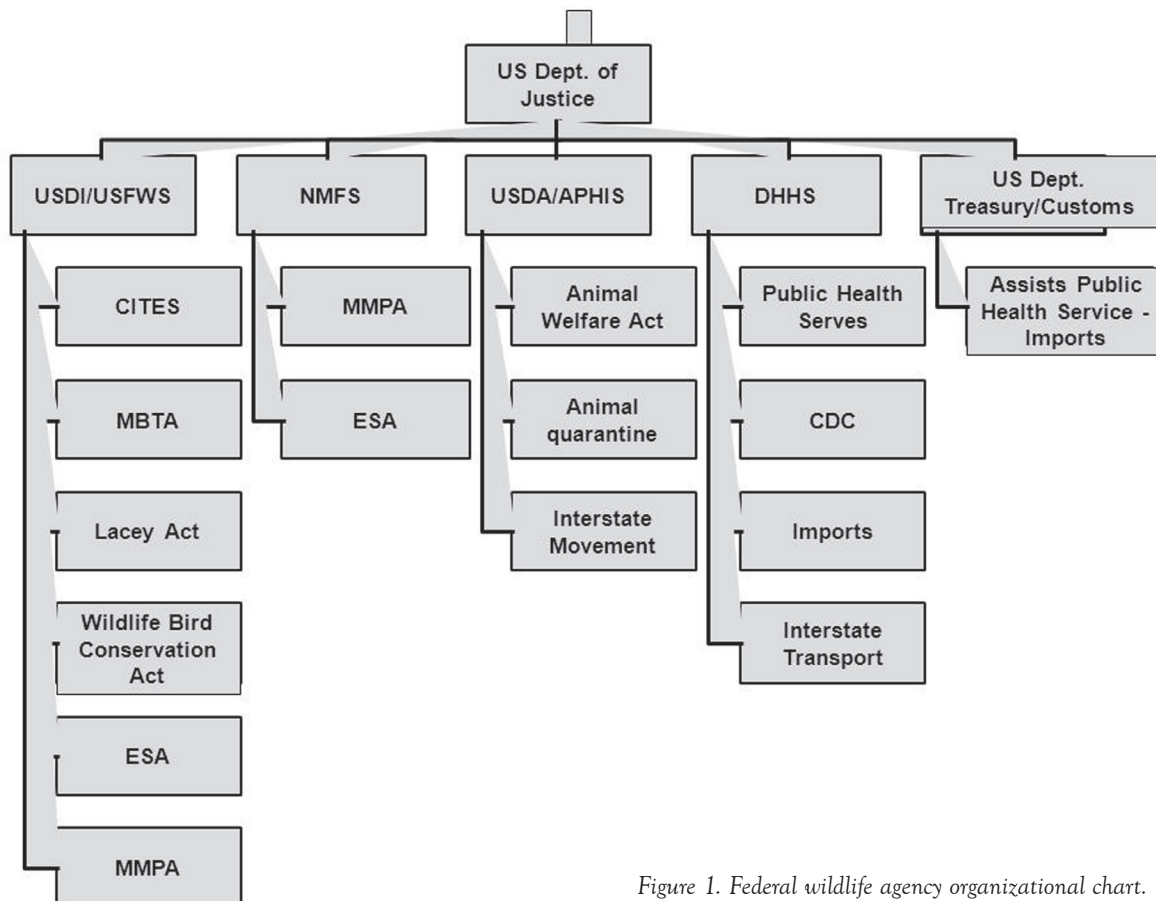 US Dept. of
Justice
USDI/USFWS
NMFS
USDA/APHIS
DHHS
US Dept.
Treasury/Customs
CITES
MBTA
Lacey Act
Wildlife Bird
Conservation
Act
ESA
MMPA
MMPA
ESA
Animal
Welfare Act
Animal
quarantine
Interstate
Movement
Public Health
Serves
CDC
Imports
Interstate
Transport
Assists Public
Health Service -
Imports
Figure 1. Federal wildlife agency organizational chart.